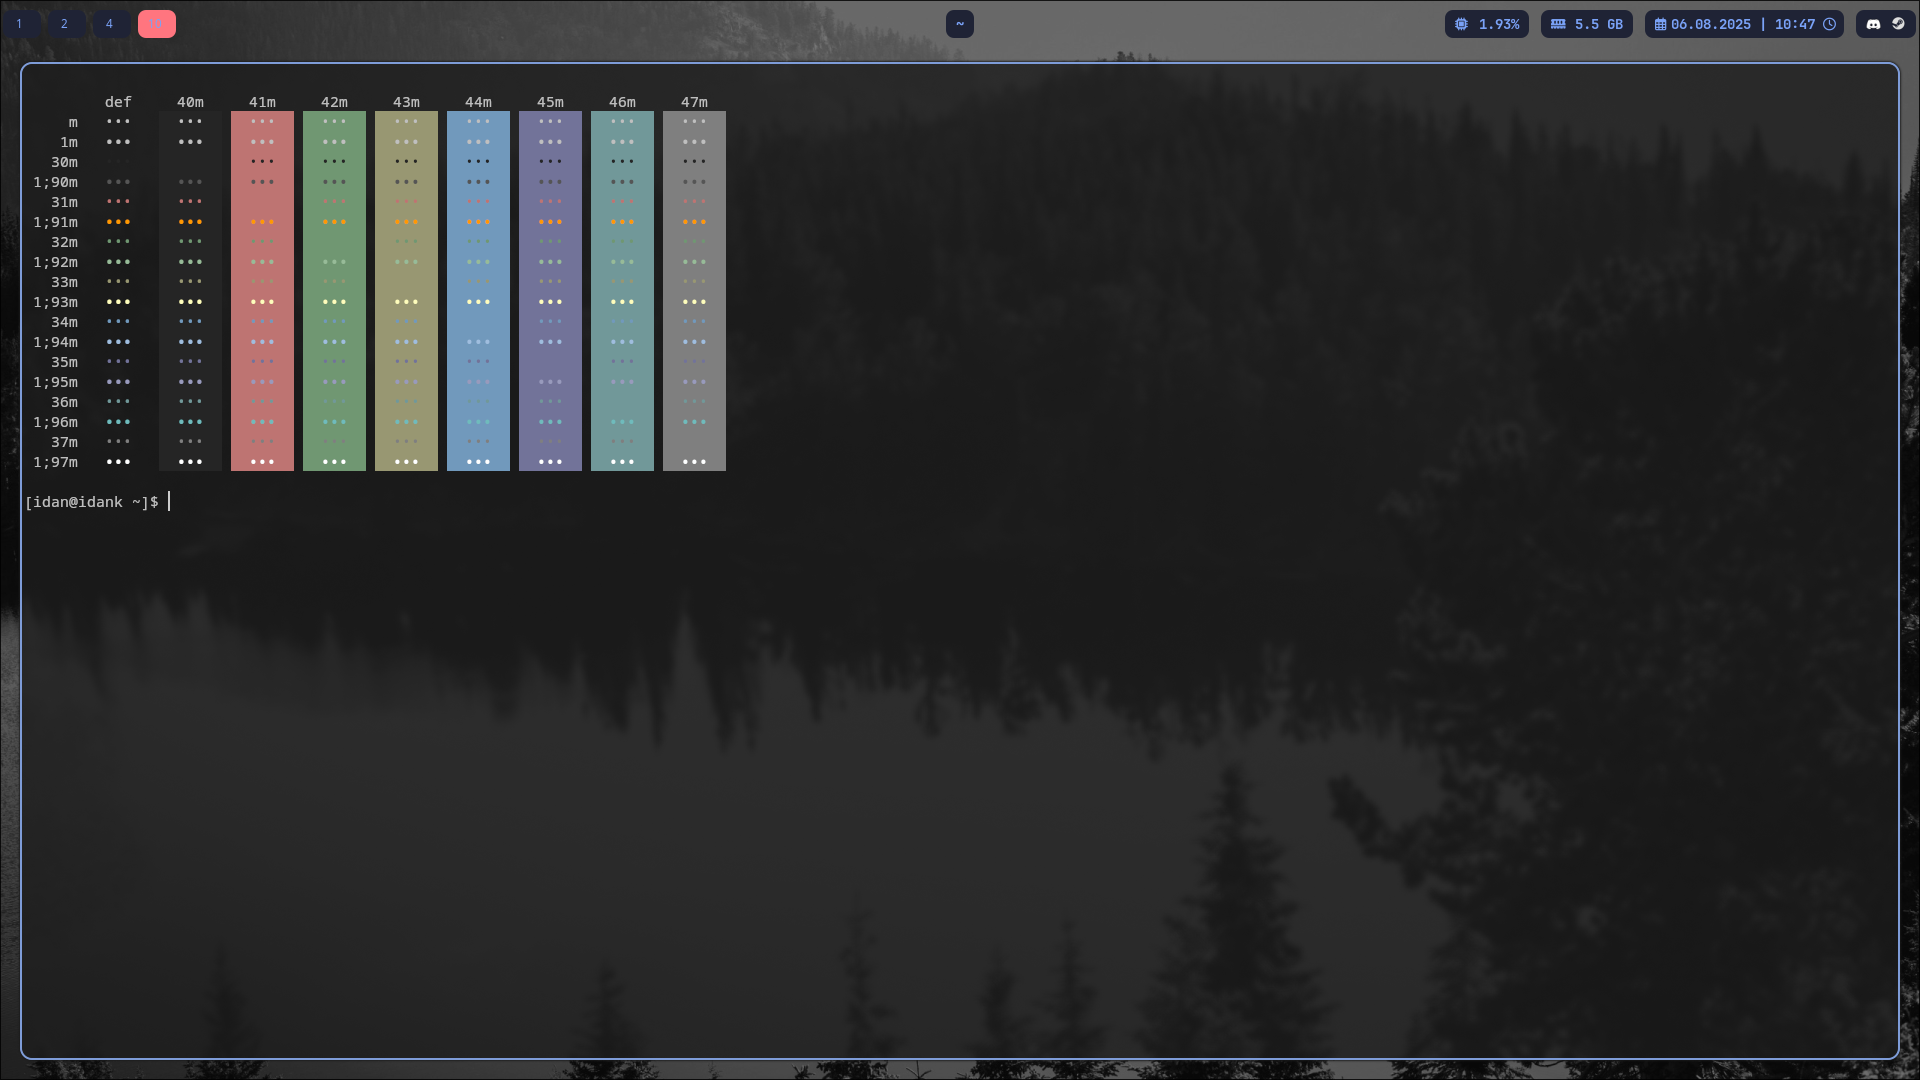 1 2 4 ~ 1.93% 5.5 GB 06.08.2025 | 10:47
def 40m 41m 42m 43m 44m 45m 46m 47m
m ••• ••• ••• ••• ••• ••• ••• ••• •••
1m ••• ••• ••• ••• ••• ••• ••• ••• •••
30m ••• ••• ••• ••• ••• ••• •••
1;90m ••• ••• ••• ••• ••• ••• ••• ••• •••
31m ••• ••• ••• ••• ••• ••• ••• •••
1;91m ••• ••• ••• ••• ••• ••• ••• ••• •••
32m ••• ••• ••• ••• ••• ••• ••• •••
1;92m ••• ••• ••• ••• ••• ••• ••• ••• •••
33m ••• ••• ••• ••• ••• ••• ••• •••
1;93m ••• ••• ••• ••• ••• ••• ••• ••• •••
34m ••• ••• ••• ••• ••• ••• ••• •••
1;94m ••• ••• ••• ••• ••• ••• ••• ••• •••
35m ••• ••• ••• ••• ••• ••• ••• •••
1;95m ••• ••• ••• ••• ••• ••• ••• ••• •••
36m ••• ••• ••• ••• ••• ••• ••• •••
1;96m ••• ••• ••• ••• ••• ••• ••• ••• •••
37m ••• ••• ••• ••• ••• ••• ••• •••
1;97m ••• ••• ••• ••• ••• ••• ••• ••• •••
[idan@idank ~]$